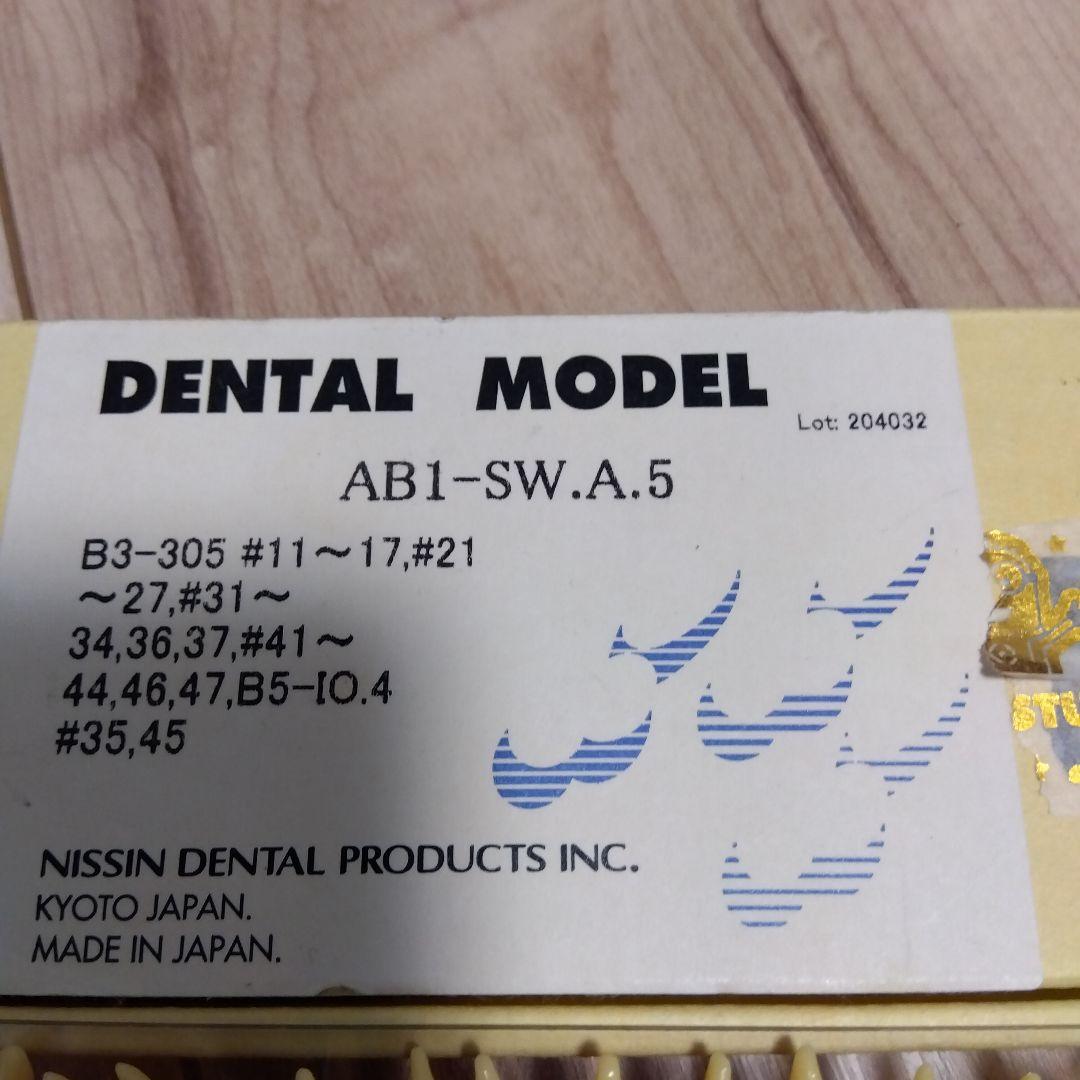 DENTAL MODEL
Lot: 204032
AB1-SW.A.5
B3-305 #11～17,#21
～27,#31～
34,36,37,#41～
44,46,47,B5-IO.4
#35,45
NISSIN DENTAL PRODUCTS INC.
KYOTO JAPAN.
MADE IN JAPAN.